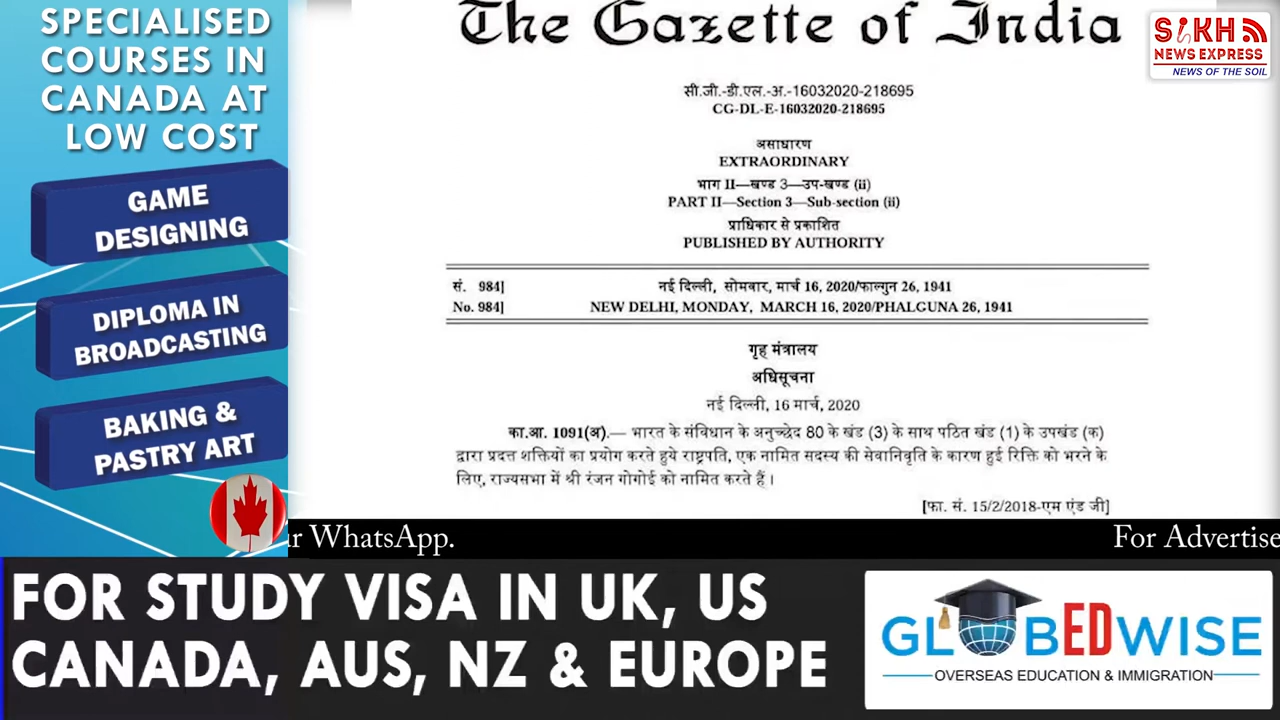 SPECIALISED
COURSES IN
CANADA AT
LOW COST
GAME
DESIGNING
DIPLOMA IN
BROADCASTING
BAKING &
PASTRY ART
The Gazette of India
SIKH
NEWS EXPRESS
NEWS OF THE SOIL
सी.जी.-डी.एल.-अ.-16032020-218695
CG-DL-E-16032020-218695
असाधारण
EXTRAORDINARY
भाग II—खण्ड 3—उप-खण्ड (ii)
PART II—Section 3—Sub-section (ii)
प्राधिकार से प्रकाशित
PUBLISHED BY AUTHORITY
सं. 984] नई दिल्ली, सोमवार, मार्च 16, 2020/फाल्गुन 26, 1941
No. 984] NEW DELHI, MONDAY, MARCH 16, 2020/PHALGUNA 26, 1941
गृह मंत्रालय
अधिसूचना
नई दिल्ली, 16 मार्च, 2020
का.आ. 1091(अ).— भारत के संविधान के अनुच्छेद 80 के खंड (3) के साथ पठित खंड (1) के उपखंड (क)
द्वारा प्रदत्त शक्तियों का प्रयोग करते हुये राष्ट्रपति, एक नामित सदस्य की सेवानिवृति के कारण हुई रिक्ति को भरने के
लिए, राज्यसभा में श्री रंजन गोगोई को नामित करते हैं।
[फा. सं. 15/2/2018-एम एंड जी]
WhatsApp. For Advertise
FOR STUDY VISA IN UK, US
CANADA, AUS, NZ & EUROPE
GLOBEDWISE
OVERSEAS EDUCATION & IMMIGRATION